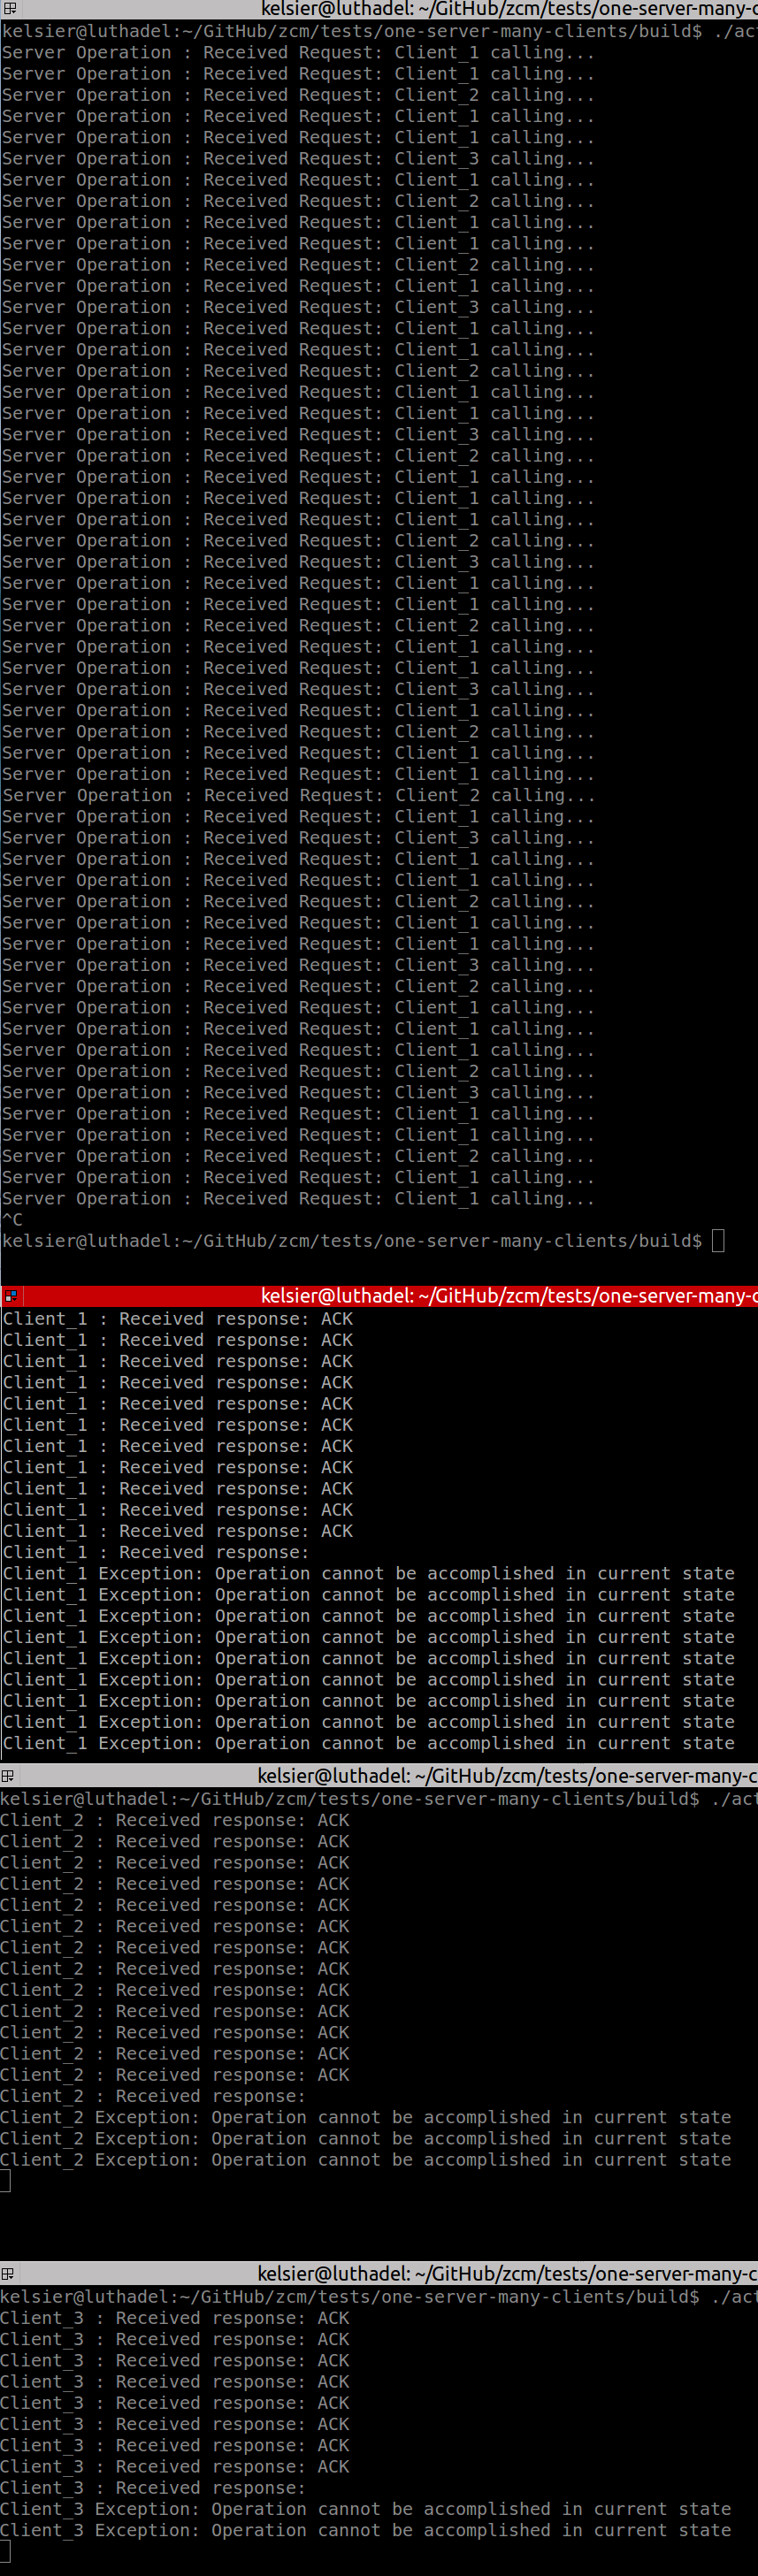 kelsier@luthadel: ~/GitHub/zcm/tests/one-server-many-c
kelsier@luthadel:~/GitHub/zcm/tests/one-server-many-clients/build$ ./act
Server Operation : Received Request: Client_1 calling...
Server Operation : Received Request: Client_1 calling...
Server Operation : Received Request: Client_2 calling...
Server Operation : Received Request: Client_1 calling...
Server Operation : Received Request: Client_1 calling...
Server Operation : Received Request: Client_3 calling...
Server Operation : Received Request: Client_1 calling...
Server Operation : Received Request: Client_2 calling...
Server Operation : Received Request: Client_1 calling...
Server Operation : Received Request: Client_1 calling...
Server Operation : Received Request: Client_2 calling...
Server Operation : Received Request: Client_1 calling...
Server Operation : Received Request: Client_3 calling...
Server Operation : Received Request: Client_1 calling...
Server Operation : Received Request: Client_1 calling...
Server Operation : Received Request: Client_2 calling...
Server Operation : Received Request: Client_1 calling...
Server Operation : Received Request: Client_1 calling...
Server Operation : Received Request: Client_3 calling...
Server Operation : Received Request: Client_2 calling...
Server Operation : Received Request: Client_1 calling...
Server Operation : Received Request: Client_1 calling...
Server Operation : Received Request: Client_1 calling...
Server Operation : Received Request: Client_2 calling...
Server Operation : Received Request: Client_3 calling...
Server Operation : Received Request: Client_1 calling...
Server Operation : Received Request: Client_1 calling...
Server Operation : Received Request: Client_2 calling...
Server Operation : Received Request: Client_1 calling...
Server Operation : Received Request: Client_1 calling...
Server Operation : Received Request: Client_3 calling...
Server Operation : Received Request: Client_1 calling...
Server Operation : Received Request: Client_2 calling...
Server Operation : Received Request: Client_1 calling...
Server Operation : Received Request: Client_1 calling...
Server Operation : Received Request: Client_2 calling...
Server Operation : Received Request: Client_1 calling...
Server Operation : Received Request: Client_3 calling...
Server Operation : Received Request: Client_1 calling...
Server Operation : Received Request: Client_1 calling...
Server Operation : Received Request: Client_2 calling...
Server Operation : Received Request: Client_1 calling...
Server Operation : Received Request: Client_1 calling...
Server Operation : Received Request: Client_3 calling...
Server Operation : Received Request: Client_2 calling...
Server Operation : Received Request: Client_1 calling...
Server Operation : Received Request: Client_1 calling...
Server Operation : Received Request: Client_1 calling...
Server Operation : Received Request: Client_2 calling...
Server Operation : Received Request: Client_3 calling...
Server Operation : Received Request: Client_1 calling...
Server Operation : Received Request: Client_1 calling...
Server Operation : Received Request: Client_2 calling...
Server Operation : Received Request: Client_1 calling...
Server Operation : Received Request: Client_1 calling...
^C
kelsier@luthadel:~/GitHub/zcm/tests/one-server-many-clients/build$
kelsier@luthadel: ~/GitHub/zcm/tests/one-server-many-c
Client_1 : Received response: ACK
Client_1 : Received response: ACK
Client_1 : Received response: ACK
Client_1 : Received response: ACK
Client_1 : Received response: ACK
Client_1 : Received response: ACK
Client_1 : Received response: ACK
Client_1 : Received response: ACK
Client_1 : Received response: ACK
Client_1 : Received response: ACK
Client_1 : Received response: ACK
Client_1 : Received response:
Client_1 Exception: Operation cannot be accomplished in current state
Client_1 Exception: Operation cannot be accomplished in current state
Client_1 Exception: Operation cannot be accomplished in current state
Client_1 Exception: Operation cannot be accomplished in current state
Client_1 Exception: Operation cannot be accomplished in current state
Client_1 Exception: Operation cannot be accomplished in current state
Client_1 Exception: Operation cannot be accomplished in current state
Client_1 Exception: Operation cannot be accomplished in current state
Client_1 Exception: Operation cannot be accomplished in current state
kelsier@luthadel: ~/GitHub/zcm/tests/one-server-many-c
kelsier@luthadel:~/GitHub/zcm/tests/one-server-many-clients/build$ ./act
Client_2 : Received response: ACK
Client_2 : Received response: ACK
Client_2 : Received response: ACK
Client_2 : Received response: ACK
Client_2 : Received response: ACK
Client_2 : Received response: ACK
Client_2 : Received response: ACK
Client_2 : Received response: ACK
Client_2 : Received response: ACK
Client_2 : Received response: ACK
Client_2 : Received response: ACK
Client_2 : Received response: ACK
Client_2 : Received response: ACK
Client_2 : Received response:
Client_2 Exception: Operation cannot be accomplished in current state
Client_2 Exception: Operation cannot be accomplished in current state
Client_2 Exception: Operation cannot be accomplished in current state
kelsier@luthadel: ~/GitHub/zcm/tests/one-server-many-c
kelsier@luthadel:~/GitHub/zcm/tests/one-server-many-clients/build$ ./act
Client_3 : Received response: ACK
Client_3 : Received response: ACK
Client_3 : Received response: ACK
Client_3 : Received response: ACK
Client_3 : Received response: ACK
Client_3 : Received response: ACK
Client_3 : Received response: ACK
Client_3 : Received response: ACK
Client_3 : Received response:
Client_3 Exception: Operation cannot be accomplished in current state
Client_3 Exception: Operation cannot be accomplished in current state